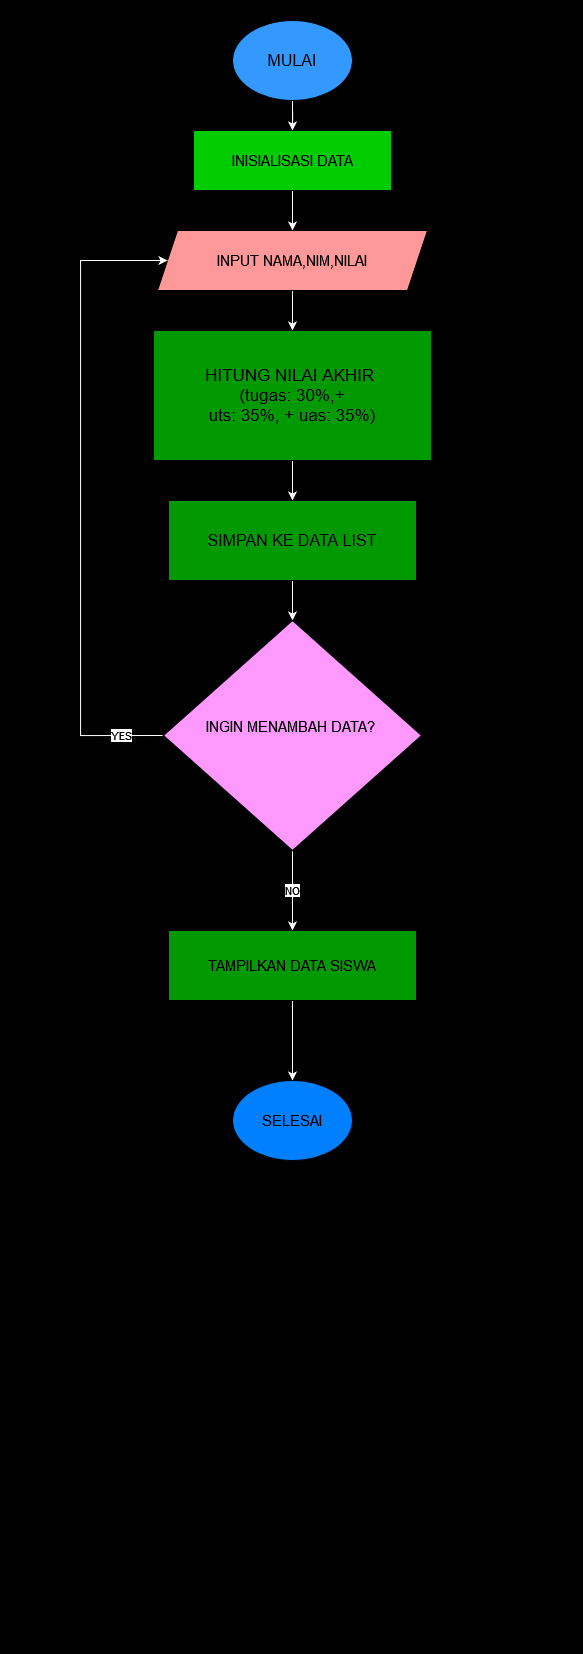 MULAI
INISIALISASI DATA
INPUT NAMA,NIM,NILAI
HITUNG NILAI AKHIR
(tugas: 30%,+
uts: 35%, + uas: 35%)
SIMPAN KE DATA LIST
INGIN MENAMBAH DATA?
YES
NO
TAMPILKAN DATA SISWA
SELESAI